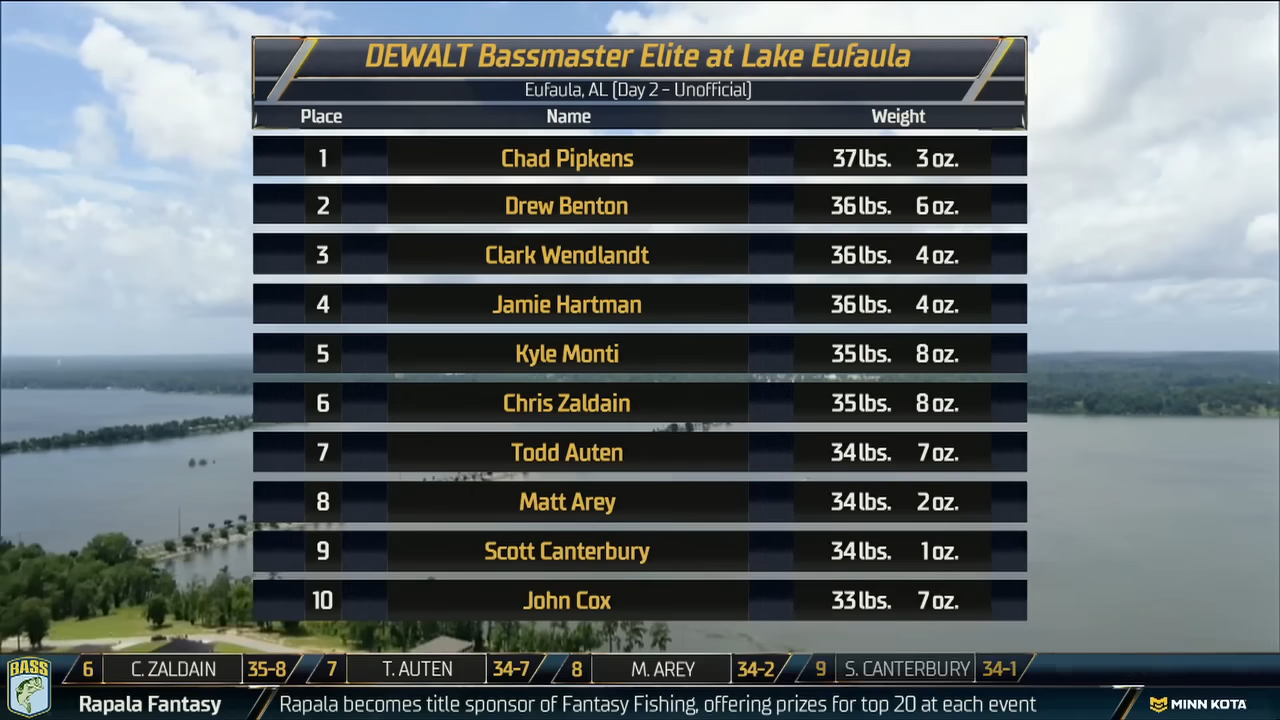 DEWALT Bassmaster Elite at Lake Eufaula
Eufaula, AL [Day 2 – Unofficial]
Place Name Weight
1 Chad Pipkens 37 lbs. 3 oz.
2 Drew Benton 36 lbs. 6 oz.
3 Clark Wendlandt 36 lbs. 4 oz.
4 Jamie Hartman 36 lbs. 4 oz.
5 Kyle Monti 35 lbs. 8 oz.
6 Chris Zaldain 35 lbs. 8 oz.
7 Todd Auten 34 lbs. 7 oz.
8 Matt Arey 34 lbs. 2 oz.
9 Scott Canterbury 34 lbs. 1 oz.
10 John Cox 33 lbs. 7 oz.
BASS 6 C. ZALDAIN 35-8 7 T. AUTEN 34-7 8 M. AREY 34-2 9 S. CANTERBURY 34-1
Rapala Fantasy Rapala becomes title sponsor of Fantasy Fishing, offering prizes for top 20 at each event MINN KOTA